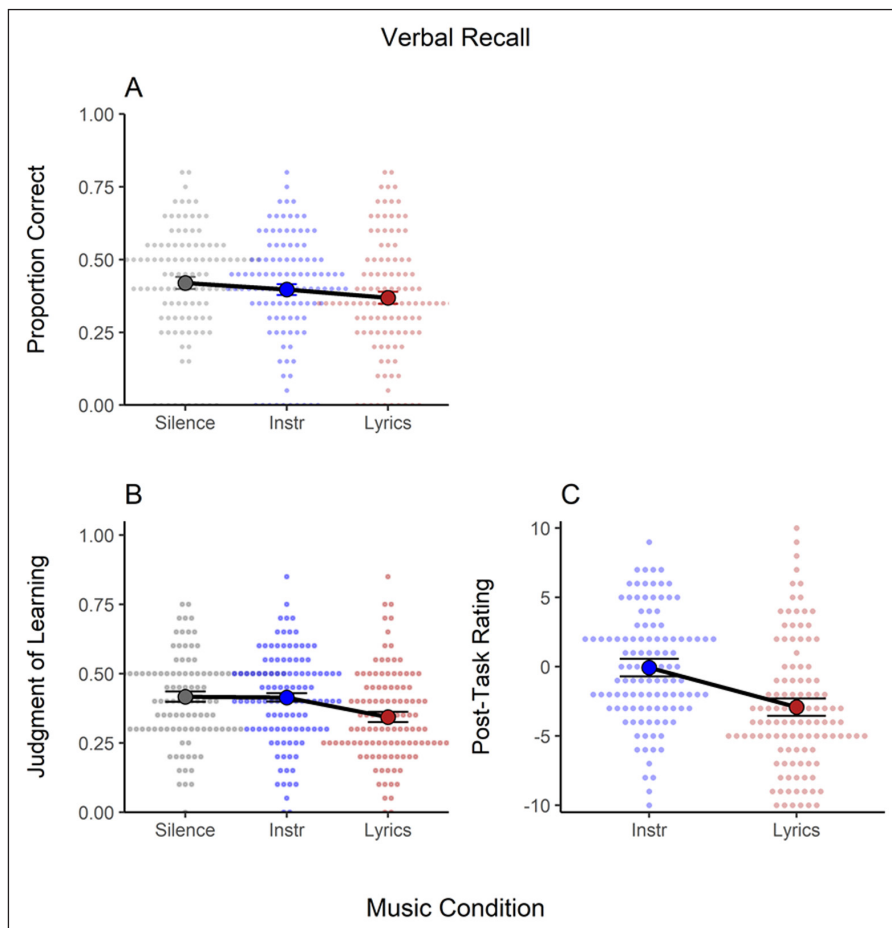 Verbal Recall
A
1.00
0.75
0.50
0.25
0.00
Proportion Correct
Silence Instr Lyrics
B
1.00
0.75
0.50
0.25
0.00
Judgment of Learning
Silence Instr Lyrics
C
10
5
0
-5
-10
Post-Task Rating
Instr Lyrics
Music Condition